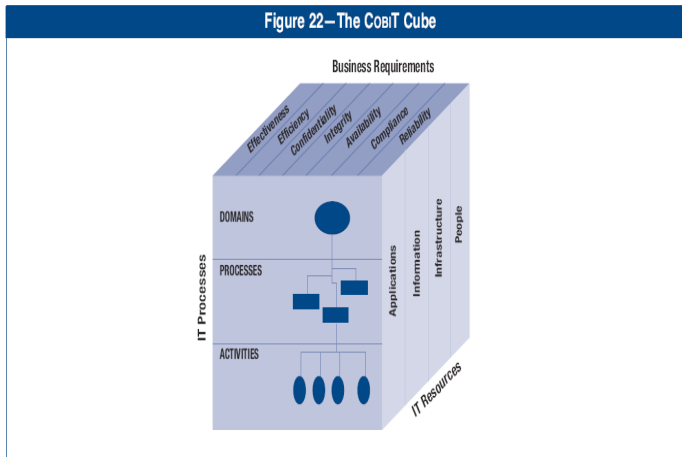 Figure 22—The COBIT Cube
Business Requirements
Effectiveness
Efficiency
Confidentiality
Integrity
Availability
Compliance
Reliability
DOMAINS
PROCESSES
ACTIVITIES
IT Processes
Applications
Information
Infrastructure
People
IT Resources